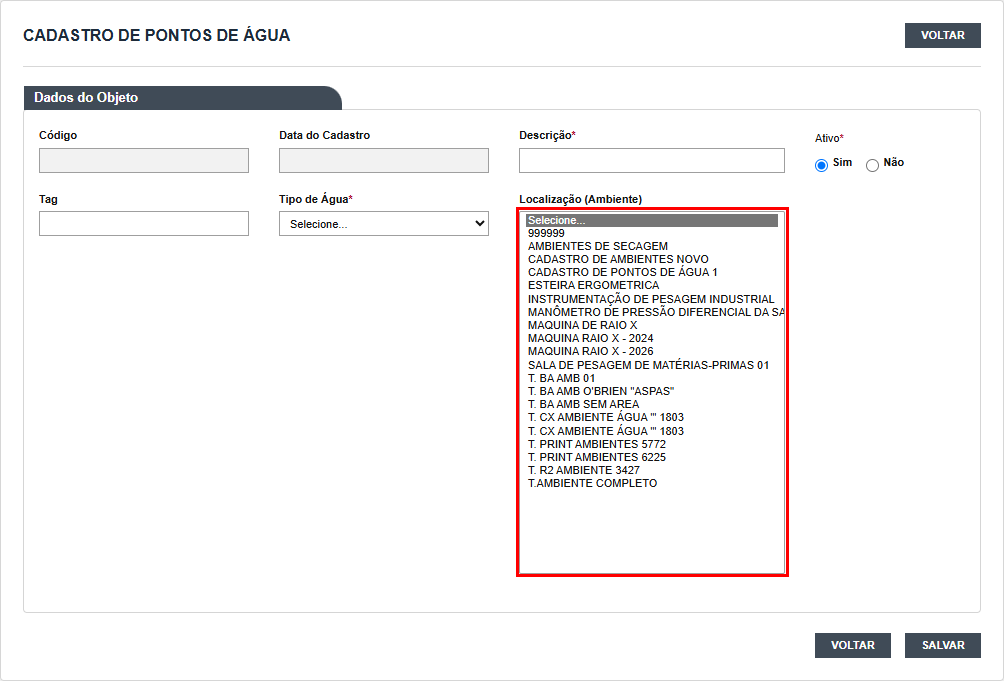 CADASTRO DE PONTOS DE ÁGUA
VOLTAR
Dados do Objeto
Código
Data do Cadastro
Descrição*
Ativo*
Sim
Não
Tag
Tipo de Água*
Selecione...
Localização (Ambiente)
Selecione...
999999
AMBIENTES DE SECAGEM
CADASTRO DE AMBIENTES NOVO
CADASTRO DE PONTOS DE ÁGUA 1
ESTEIRA ERGOMETRICA
INSTRUMENTAÇÃO DE PESAGEM INDUSTRIAL
MANÔMETRO DE PRESSÃO DIFERENCIAL DA SA
MAQUINA DE RAIO X
MAQUINA RAIO X - 2024
MAQUINA RAIO X - 2026
SALA DE PESAGEM DE MATÉRIAS-PRIMAS 01
T. BA AMB 01
T. BA AMB O'BRIEN "ASPAS"
T. BA AMB SEM AREA
T. CX AMBIENTE ÁGUA '" 1803
T. CX AMBIENTE ÁGUA '" 1803
T. PRINT AMBIENTES 5772
T. PRINT AMBIENTES 6225
T. R2 AMBIENTE 3427
T.AMBIENTE COMPLETO
VOLTAR
SALVAR